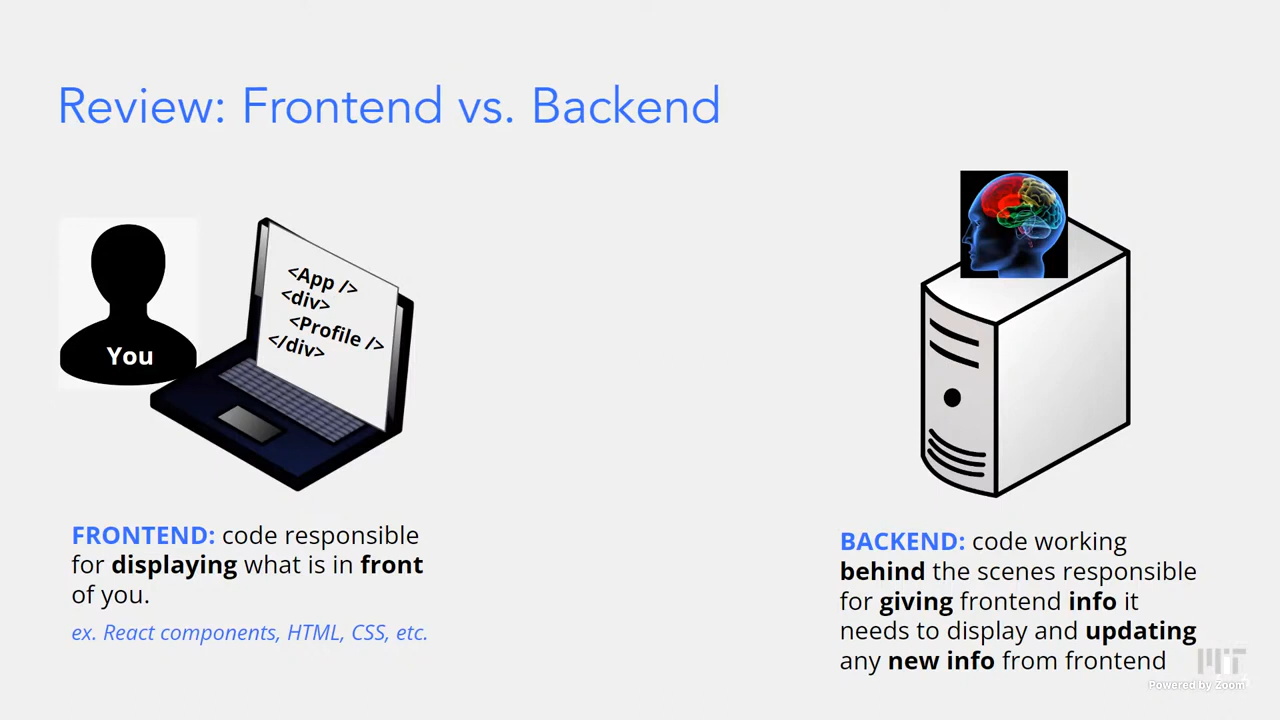 Review: Frontend vs. Backend
<App />
<div>
<Profile />
</div>
You
FRONTEND: code responsible
for displaying what is in front
of you.
ex. React components, HTML, CSS, etc.
BACKEND: code working
behind the scenes responsible
for giving frontend info it
needs to display and updating
any new info from frontend
MIT
Powered by Zoom